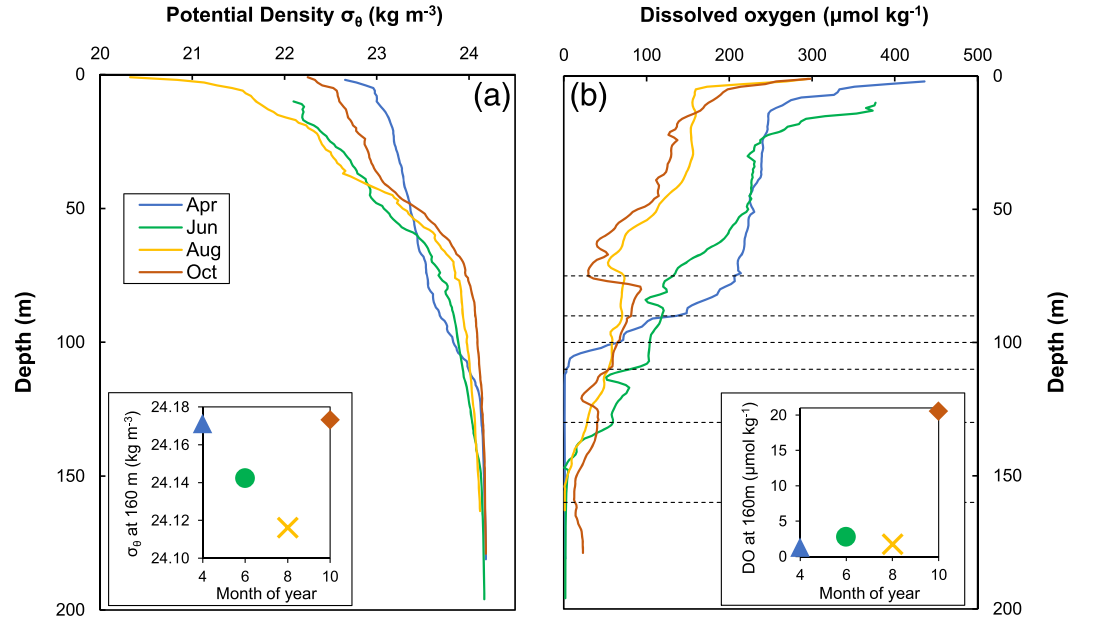 Potential Density σθ (kg m-3)
20 21 22 23 24
0
50
100
150
200
Depth (m)
(a)
Apr
Jun
Aug
Oct
24.18
24.16
24.14
24.12
24.10
σθ at 160 m (kg m-3)
4 6 8 10
Month of year
Dissolved oxygen (µmol kg-1)
0 100 200 300 400 500
(b)
0
50
100
150
200
Depth (m)
20
15
10
5
0
DO at 160m (µmol kg-1)
4 6 8 10
Month of year